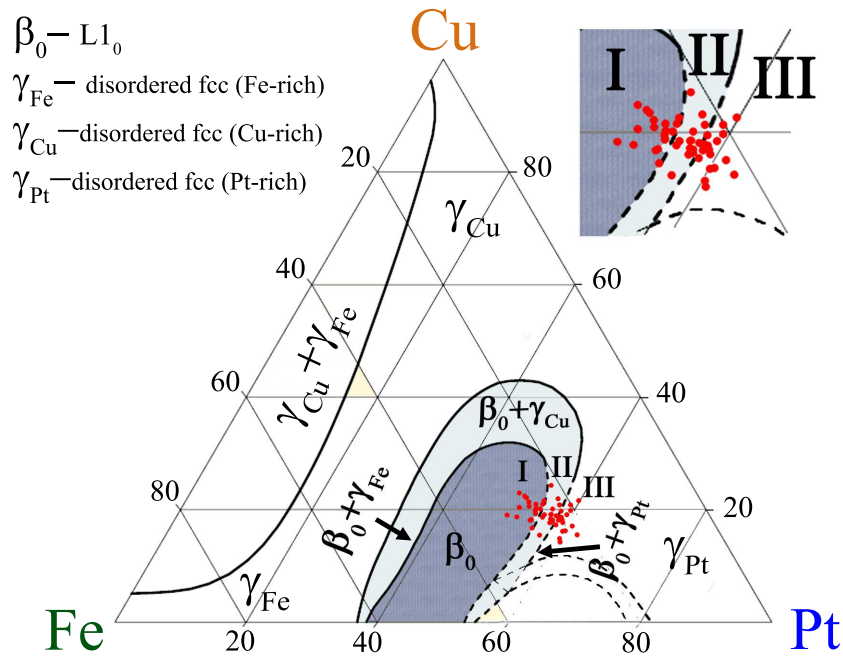 Cu
β₀– L1₀
γFe– disordered fcc (Fe-rich)
γCu—disordered fcc (Cu-rich)
γPt—disordered fcc (Pt-rich)
I II III
20 80
γCu
40 60
γCu+γFe
60 40
β₀+γCu
I II III
80 20
β₀+γFe
β₀
β₀+γPt
γPt
γFe
Fe 20 40 60 80 Pt